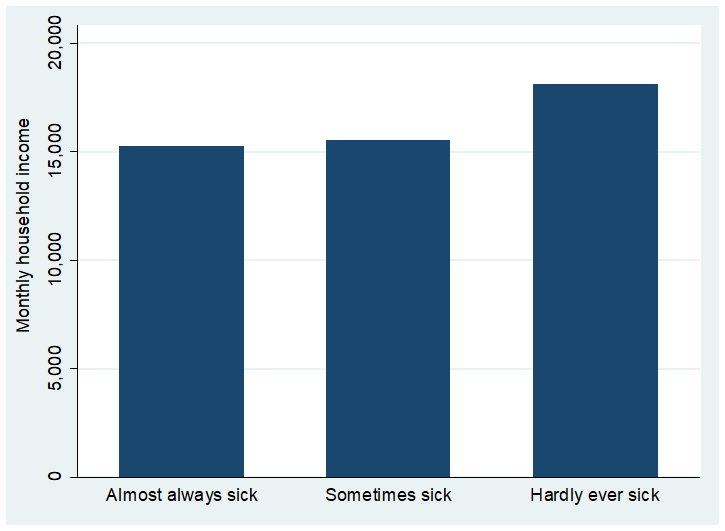 Monthly household income
20,000
15,000
10,000
5,000
0
Almost always sick
Sometimes sick
Hardly ever sick